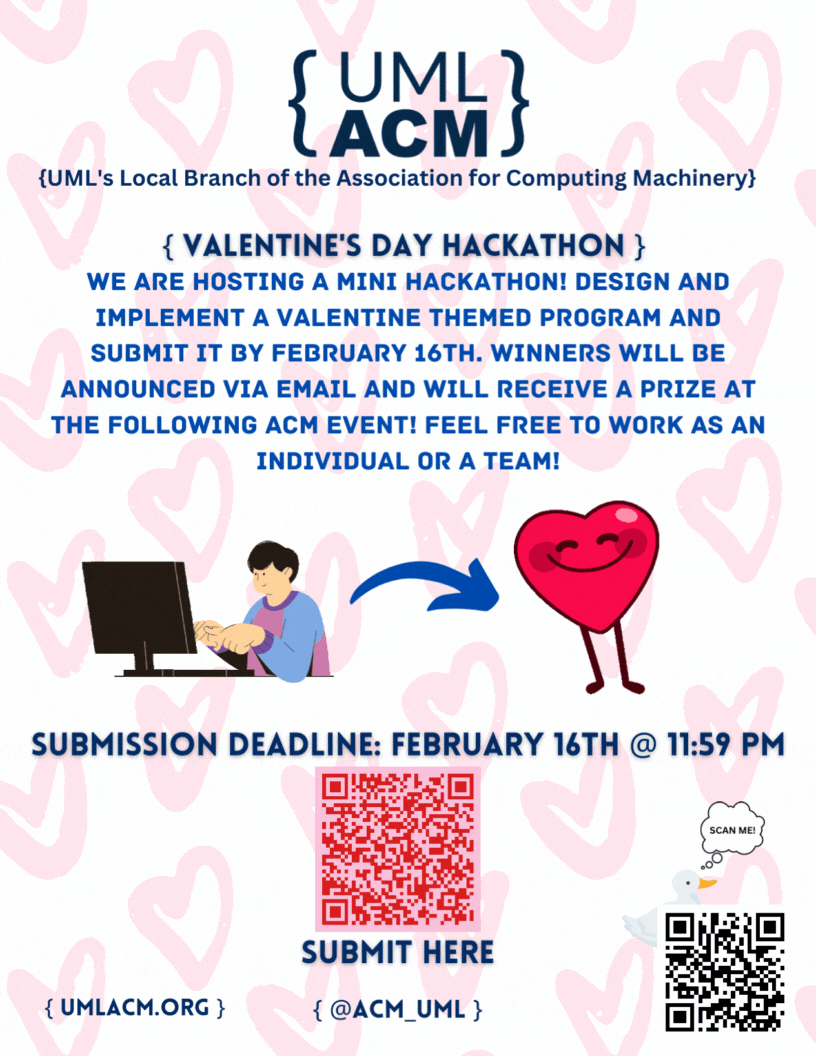 { UML
ACM }
{UML's Local Branch of the Association for Computing Machinery}
{ VALENTINE'S DAY HACKATHON }
WE ARE HOSTING A MINI HACKATHON! DESIGN AND
IMPLEMENT A VALENTINE THEMED PROGRAM AND
SUBMIT IT BY FEBRUARY 16TH. WINNERS WILL BE
ANNOUNCED VIA EMAIL AND WILL RECEIVE A PRIZE AT
THE FOLLOWING ACM EVENT! FEEL FREE TO WORK AS AN
INDIVIDUAL OR A TEAM!
SUBMISSION DEADLINE: FEBRUARY 16TH @ 11:59 PM
SCAN ME!
SUBMIT HERE
{ UMLACM.ORG }
{ @ACM_UML }